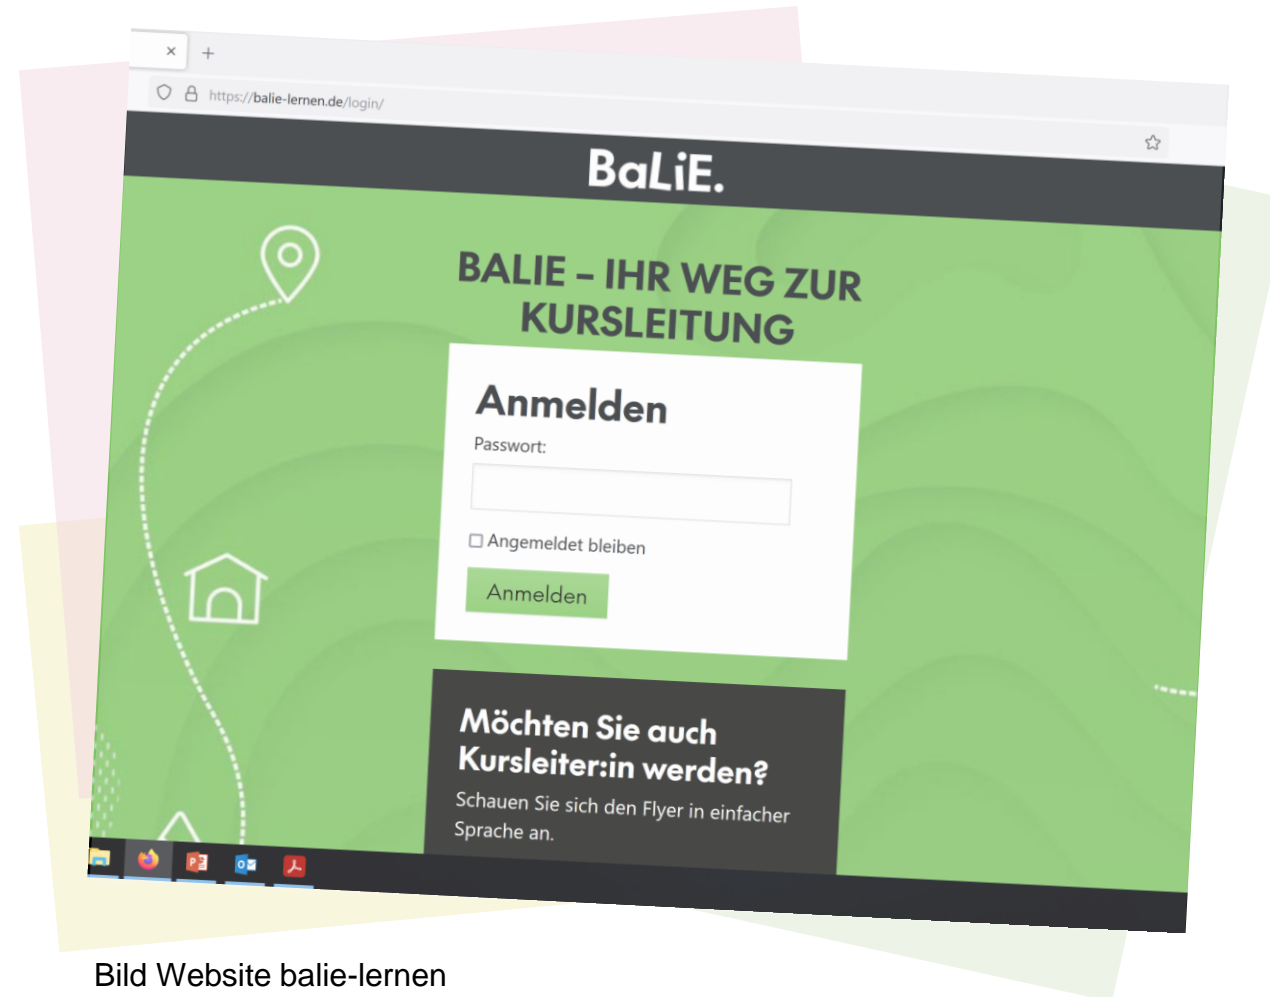 https://balie-lernen.de/login/
BaLiE.
BALIE – IHR WEG ZUR
KURSLEITUNG
Anmelden
Passwort:
Angemeldet bleiben
Anmelden
Möchten Sie auch
Kursleiter:in werden?
Schauen Sie sich den Flyer in einfacher
Sprache an.
Bild Website balie-lernen